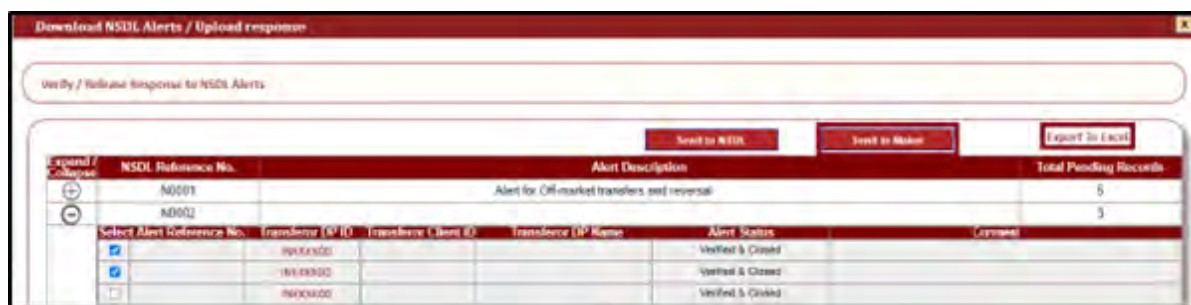 Download NSDL Alerts / Upload response
Verify / Release Response to NSDL Alerts
Send to NSDL Send to Maker Export To Excel
Expand / Collapse NSDL Reference No. Alert Description Total Pending Records
N0001 Alert for Off-market transfers and reversal
N0002 3
Select Alert Reference No. Transferor DP ID Transferor Client ID Transferor DP Name Alert Status Comment
Verified & Closed
Verified & Closed
Verified & Closed